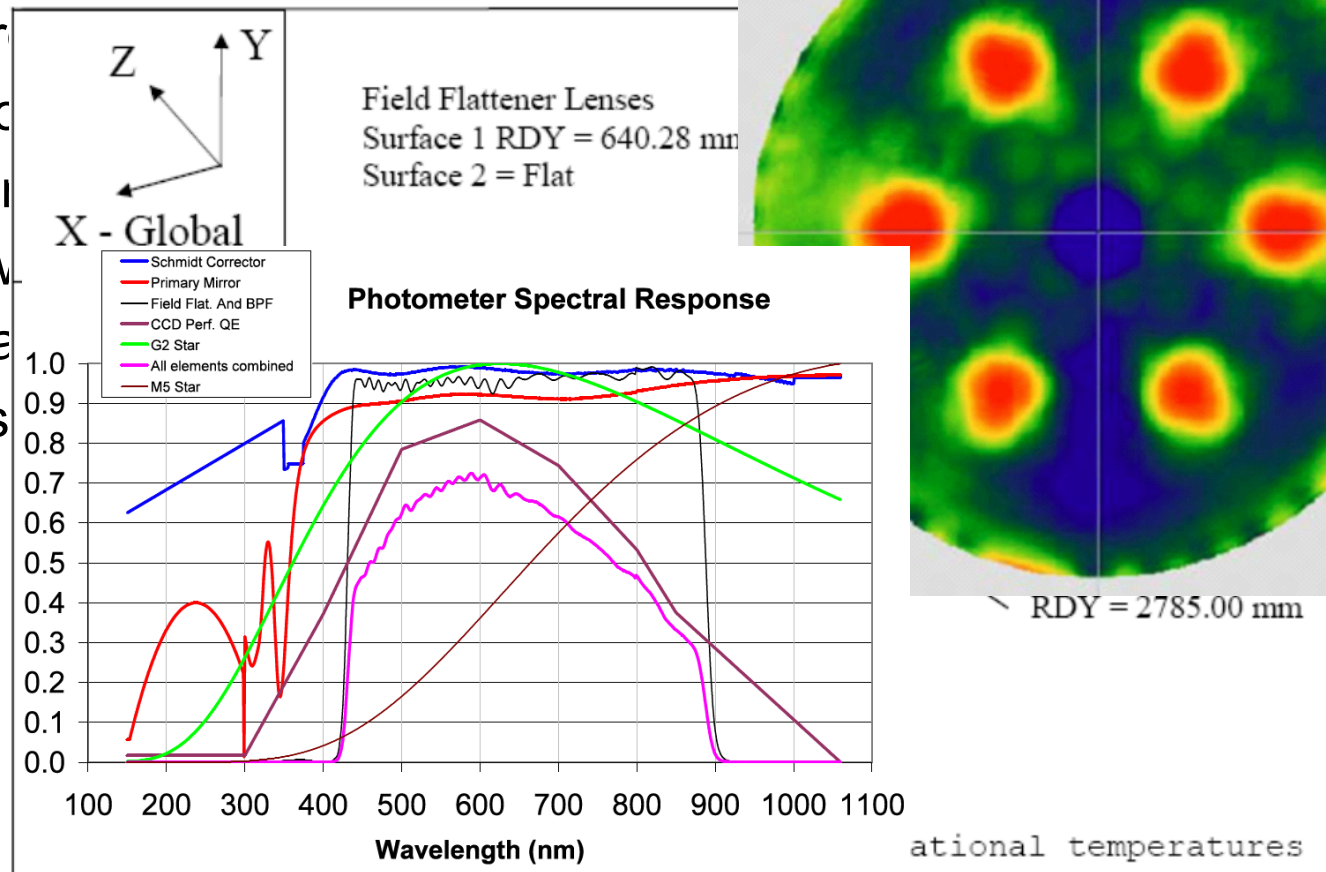 Z
Y
X - Global
Field Flattener Lenses
Surface 1 RDY = 640.28 mm
Surface 2 = Flat
Schmidt Corrector
Primary Mirror
Field Flat. And BPF
CCD Perf. QE
G2 Star
All elements combined
M5 Star
Photometer Spectral Response
1.0
0.9
0.8
0.7
0.6
0.5
0.4
0.3
0.2
0.1
0.0
100 200 300 400 500 600 700 800 900 1000 1100
Wavelength (nm)
RDY = 2785.00 mm
ational temperatures